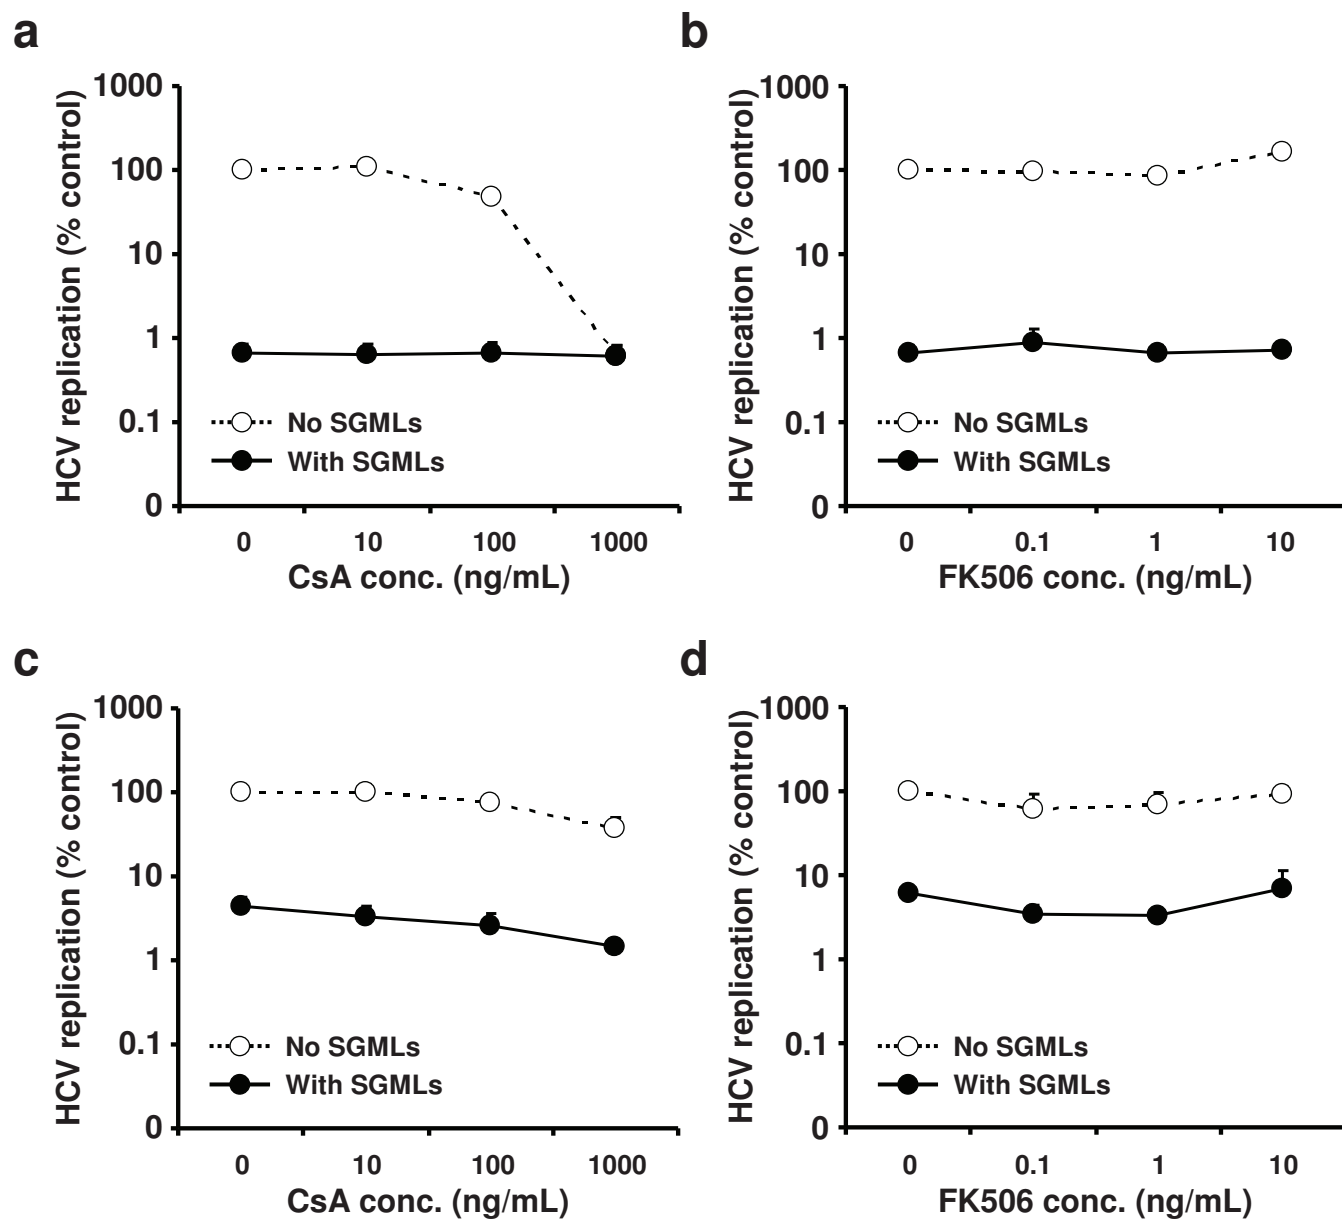 a
HCV replication (% control)
1000
100
10
1
0.1
0
No SGMLs
With SGMLs
0 10 100 1000
CsA conc. (ng/mL)
b
HCV replication (% control)
1000
100
10
1
0.1
0
No SGMLs
With SGMLs
0 0.1 1 10
FK506 conc. (ng/mL)
c
HCV replication (% control)
1000
100
10
1
0.1
0
No SGMLs
With SGMLs
0 10 100 1000
CsA conc. (ng/mL)
d
HCV replication (% control)
1000
100
10
1
0.1
0
No SGMLs
With SGMLs
0 0.1 1 10
FK506 conc. (ng/mL)